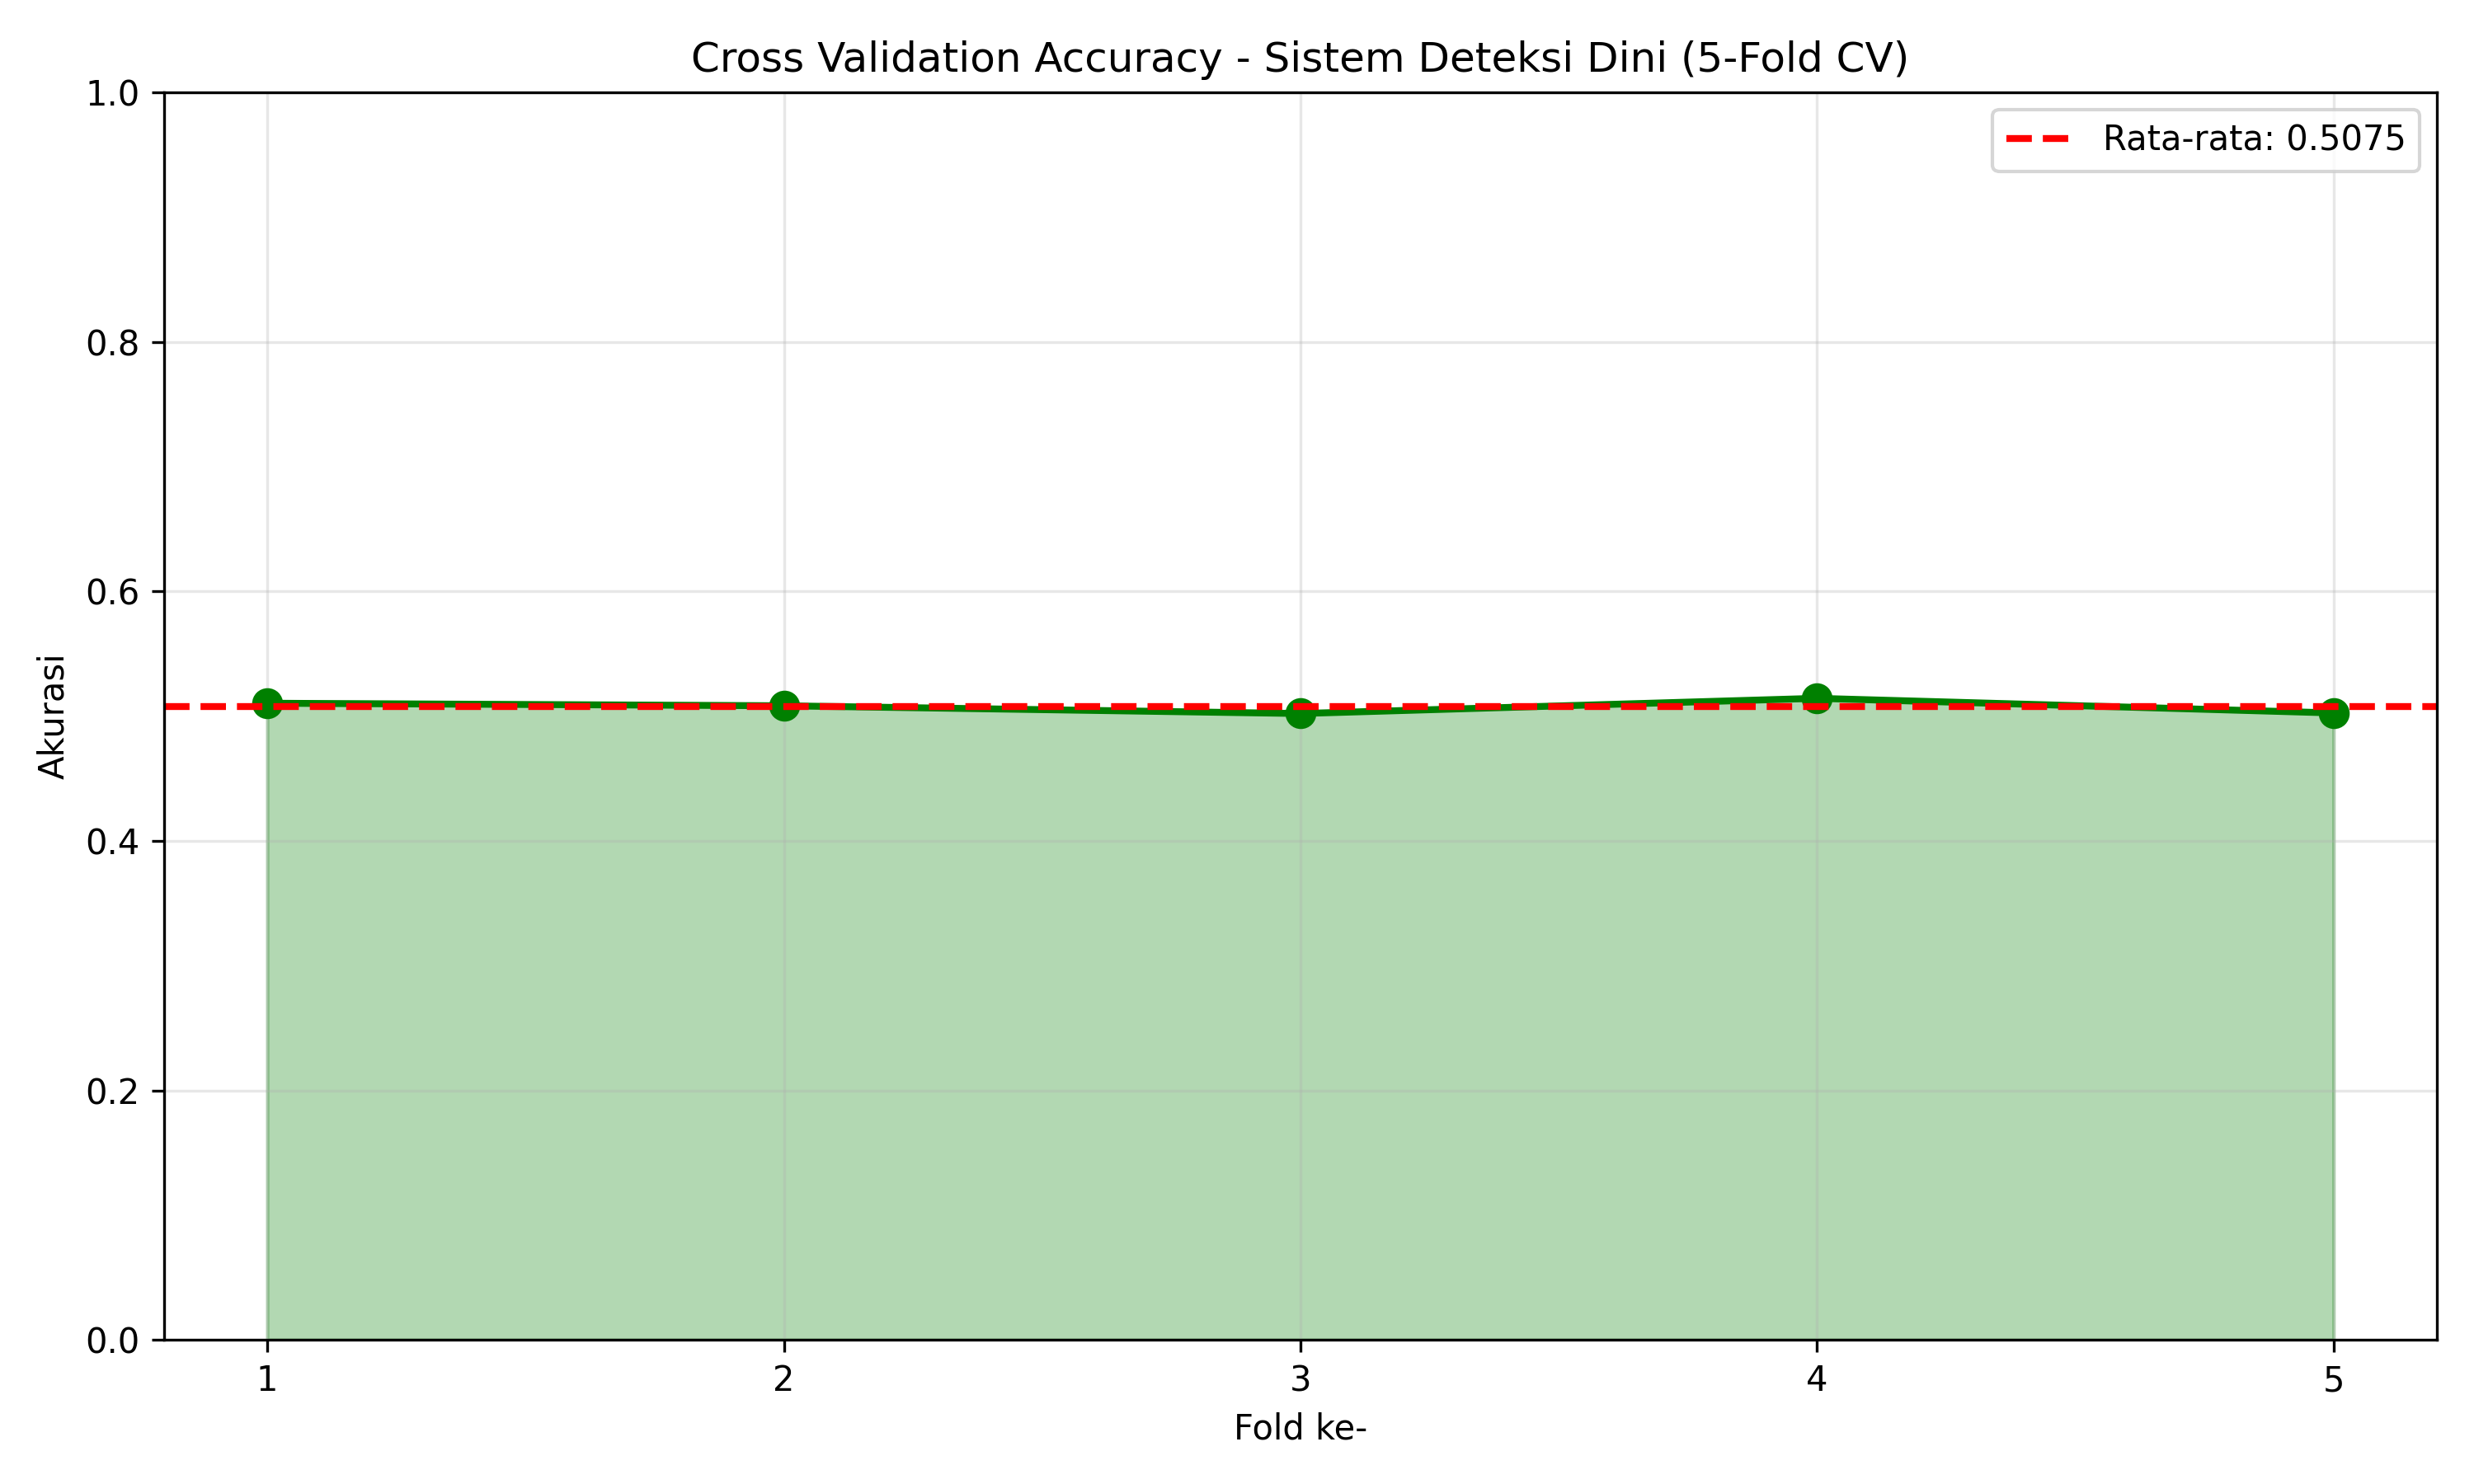 Cross Validation Accuracy - Sistem Deteksi Dini (5-Fold CV)
Rata-rata: 0.5075
1.0
0.8
0.6
0.4
0.2
0.0
Akurasi
1 2 3 4 5
Fold ke-